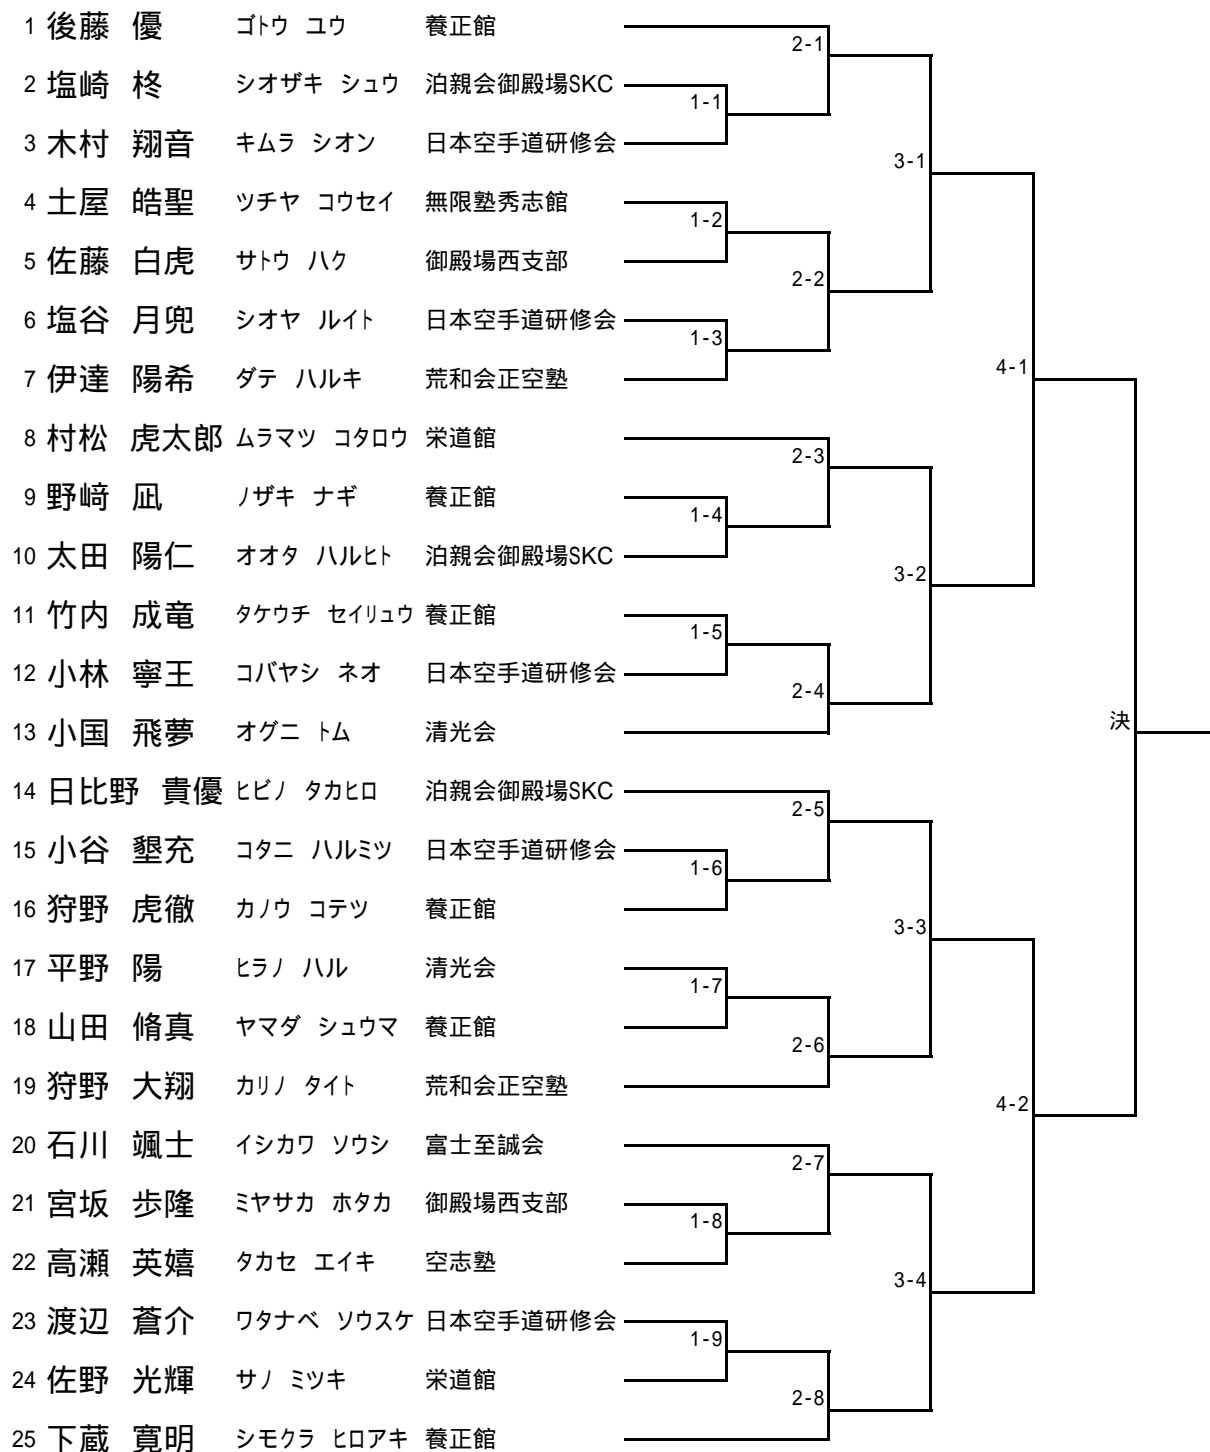 1 後藤 優 ゴトウ ユウ 養正館
2-1
2 塩崎 柊 シオザキ シュウ 泊親会御殿場SKC
1-1
3 木村 翔音 キムラ シオン 日本空手道研修会
3-1
4 土屋 皓聖 ツチヤ コウセイ 無限塾秀志館
1-2
5 佐藤 白虎 サトウ ハク 御殿場西支部
2-2
6 塩谷 月兜 シオヤ ルイト 日本空手道研修会
1-3
7 伊達 陽希 ダテ ハルキ 荒和会正空塾
4-1
8 村松 虎太郎 ムラマツ コタロウ 栄道館
2-3
9 野﨑 凪 ノザキ ナギ 養正館
1-4
10 太田 陽仁 オオタ ハルヒト 泊親会御殿場SKC
3-2
11 竹内 成竜 タケウチ セイリュウ 養正館
1-5
12 小林 寧王 コバヤシ ネオ 日本空手道研修会
2-4
13 小国 飛夢 オグニ トム 清光会
決
14 日比野 貴優 ヒビノ タカヒロ 泊親会御殿場SKC
2-5
15 小谷 墾充 コタニ ハルミツ 日本空手道研修会
1-6
16 狩野 虎徹 カノウ コテツ 養正館
3-3
17 平野 陽 ヒラノ ハル 清光会
1-7
18 山田 脩真 ヤマダ シュウマ 養正館
2-6
19 狩野 大翔 カリノ タイト 荒和会正空塾
4-2
20 石川 颯士 イシカワ ソウシ 富士至誠会
2-7
21 宮坂 歩隆 ミヤサカ ホタカ 御殿場西支部
1-8
22 高瀬 英嬉 タカセ エイキ 空志塾
3-4
23 渡辺 蒼介 ワタナベ ソウスケ 日本空手道研修会
1-9
24 佐野 光輝 サノ ミツキ 栄道館
2-8
25 下蔵 寛明 シモクラ ヒロアキ 養正館